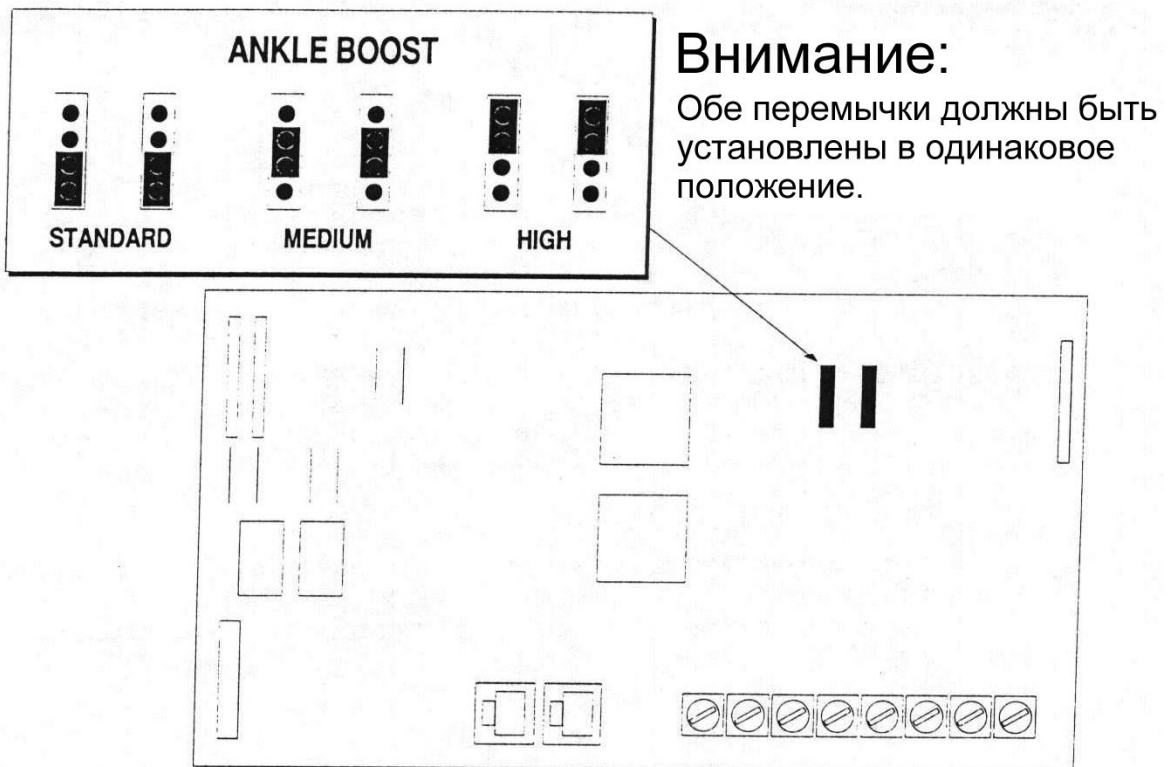 ANKLE BOOST
STANDARD
MEDIUM
HIGH
Внимание:
Обе перемычки должны быть
установлены в одинаковое
положение.